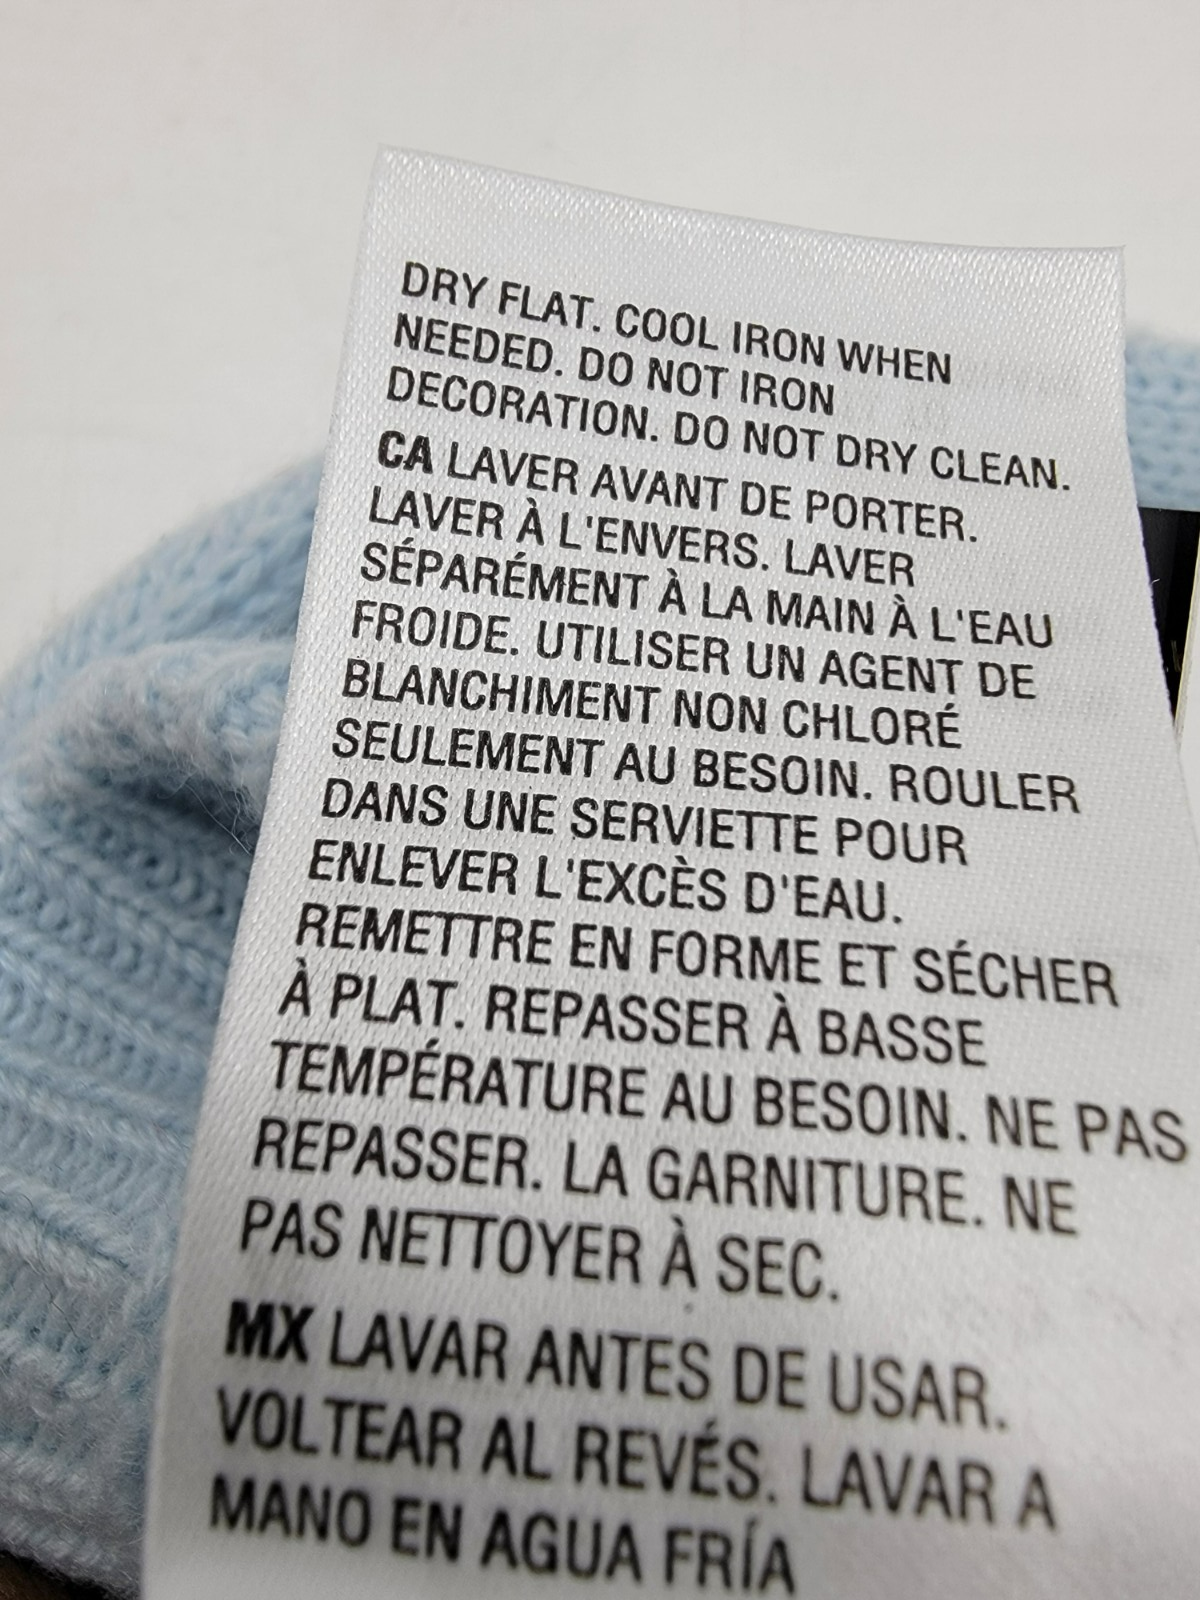 DRY FLAT. COOL IRON WHEN
NEEDED. DO NOT IRON
DECORATION. DO NOT DRY CLEAN.
CA LAVER AVANT DE PORTER.
LAVER À L'ENVERS. LAVER
SÉPARÉMENT À LA MAIN À L'EAU
FROIDE. UTILISER UN AGENT DE
BLANCHIMENT NON CHLORÉ
SEULEMENT AU BESOIN. ROULER
DANS UNE SERVIETTE POUR
ENLEVER L'EXCÈS D'EAU.
REMETTRE EN FORME ET SÉCHER
À PLAT. REPASSER À BASSE
TEMPÉRATURE AU BESOIN. NE PAS
REPASSER. LA GARNITURE. NE
PAS NETTOYER À SEC.
MX LAVAR ANTES DE USAR.
VOLTEAR AL REVÉS. LAVAR A
MANO EN AGUA FRÍA